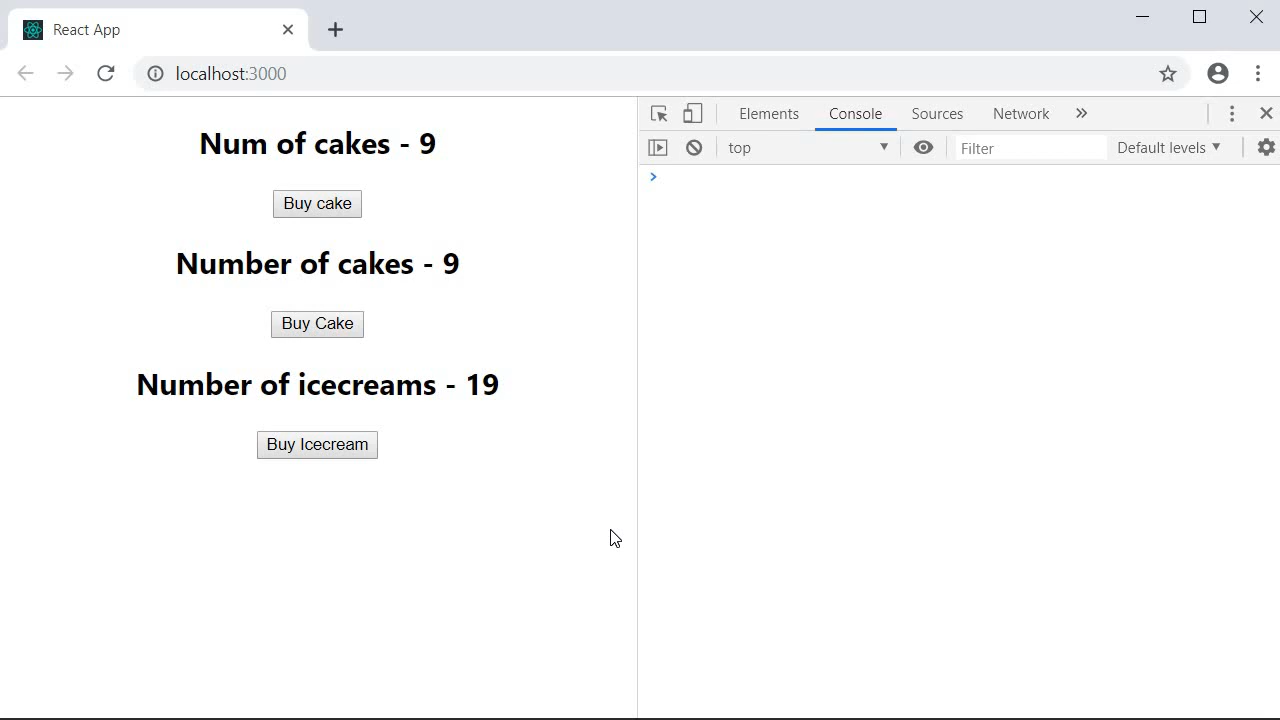 React App
localhost:3000
Elements Console Sources Network
top Filter Default levels
Num of cakes - 9
Buy cake
Number of cakes - 9
Buy Cake
Number of icecreams - 19
Buy Icecream